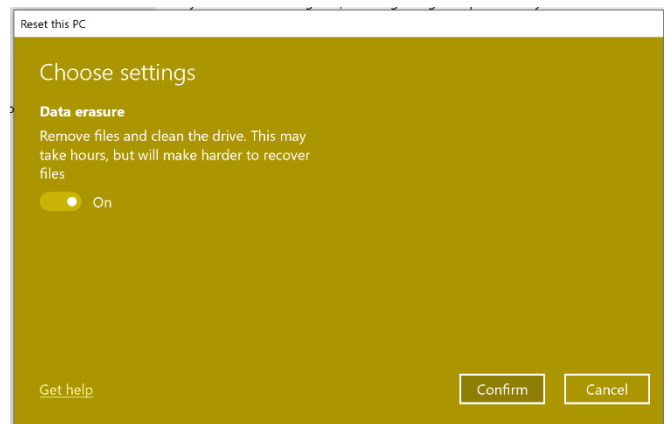 Reset this PC
Choose settings
Data erasure
Remove files and clean the drive. This may
take hours, but will make harder to recover
files
On
Get help
Confirm
Cancel